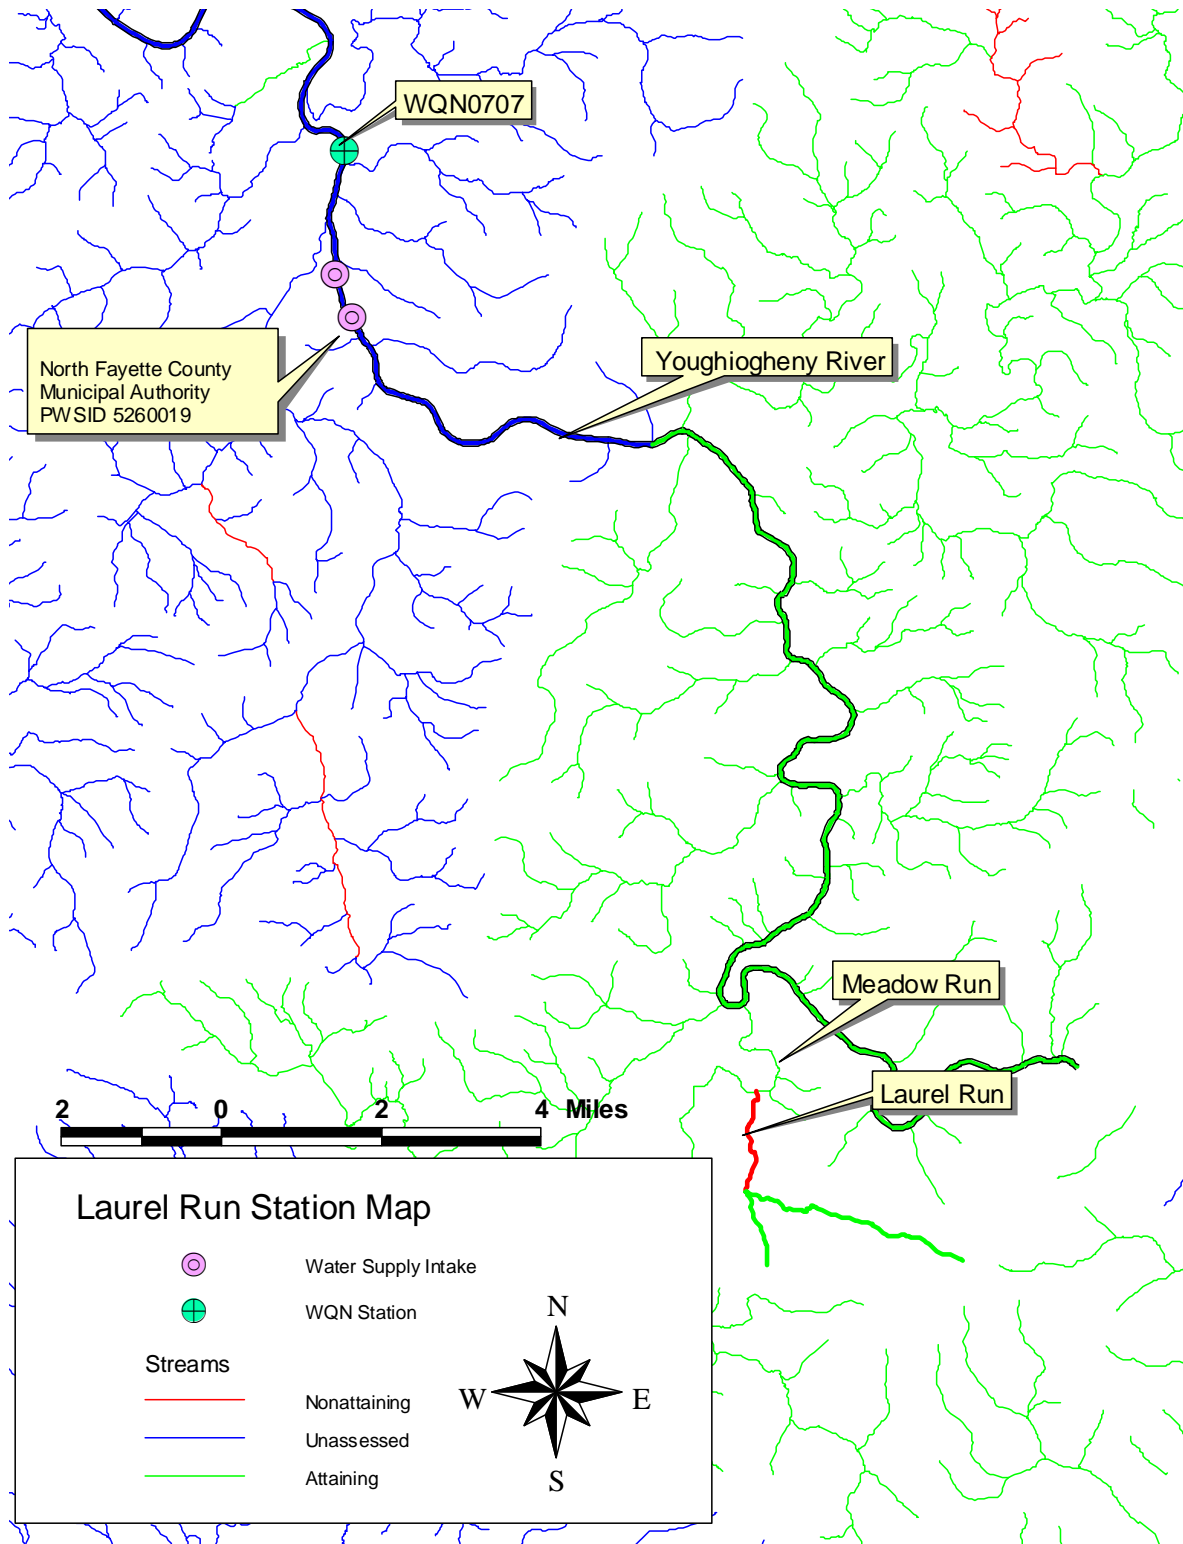 WQN0707
Youghiogheny River
North Fayette County
Municipal Authority
PWSID 5260019
Meadow Run
Laurel Run
2 0 2 4 Miles
Laurel Run Station Map
Water Supply Intake
WQN Station
Streams
Nonattaining
Unassessed
Attaining
N
W E
S